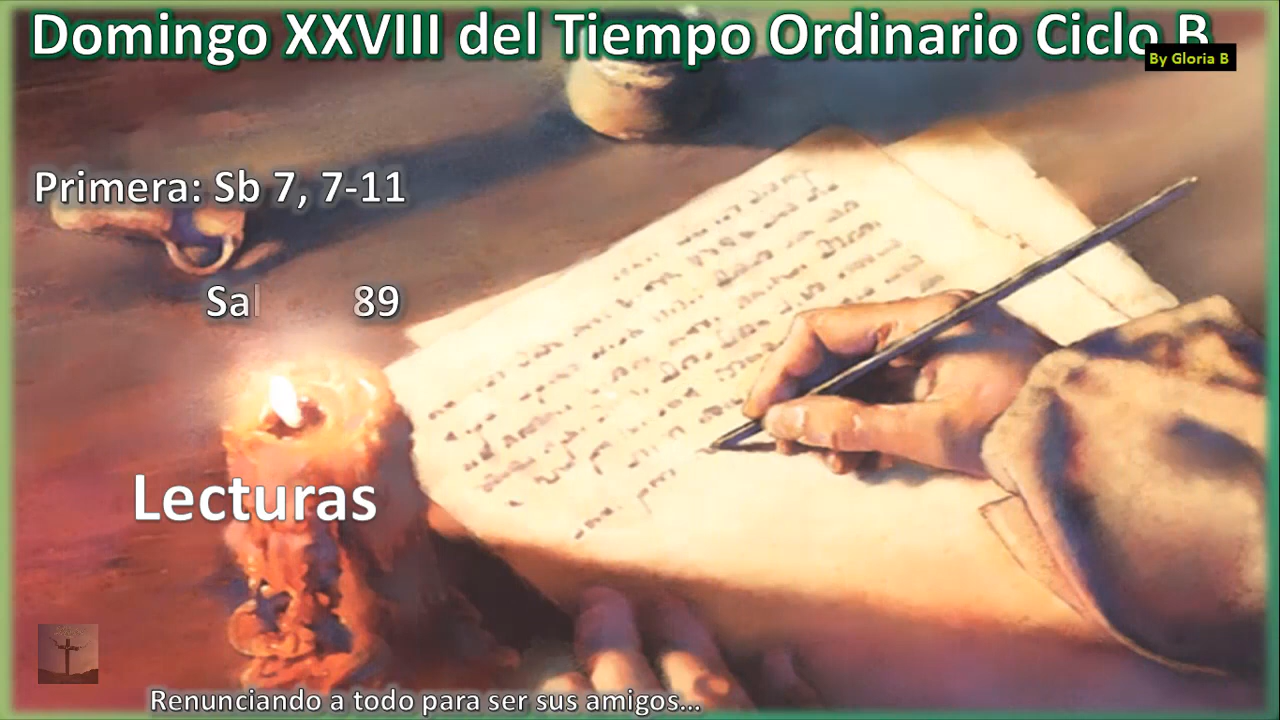 Domingo XXVIII del Tiempo Ordinario Ciclo B
By Gloria B
Primera: Sb 7, 7-11
Sal 89
Lecturas
Renunciando a todo para ser sus amigos...